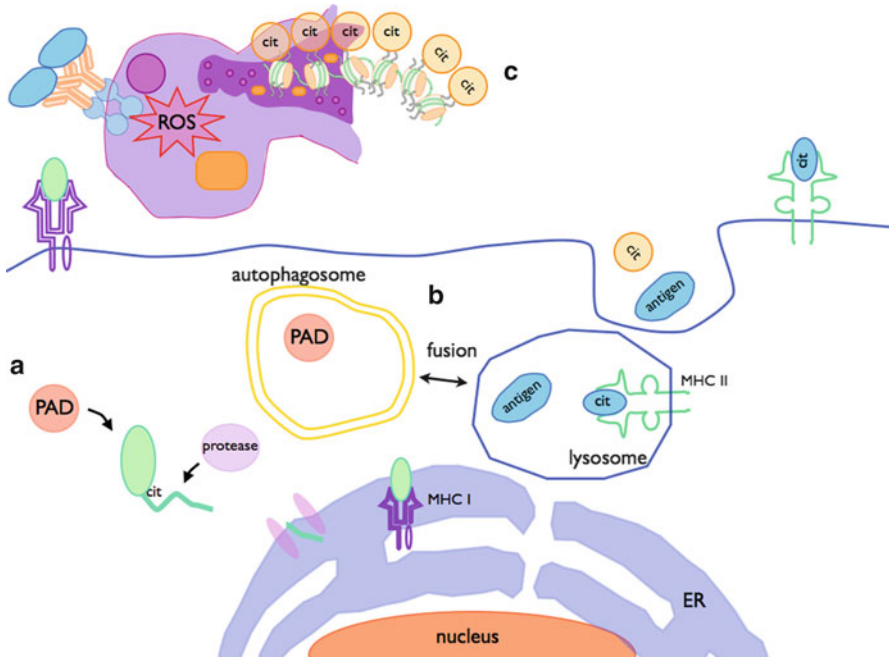 cit
cit
cit
cit
cit
cit
c
ROS
cit
cit
antigen
autophagosome
b
PAD
fusion
a
PAD
protease
cit
antigen
cit
MHC II
lysosome
MHC I
ER
nucleus